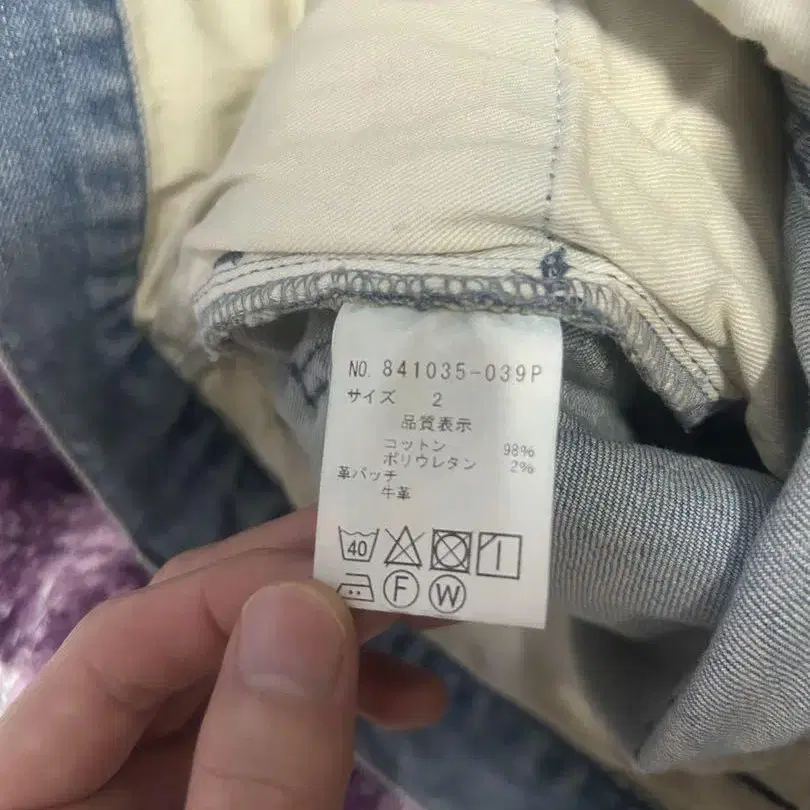 NO. 841035-039P
サイズ 2
品質表示
コットン 98%
ポリウレタン 2%
革パッチ
牛革
40
F W